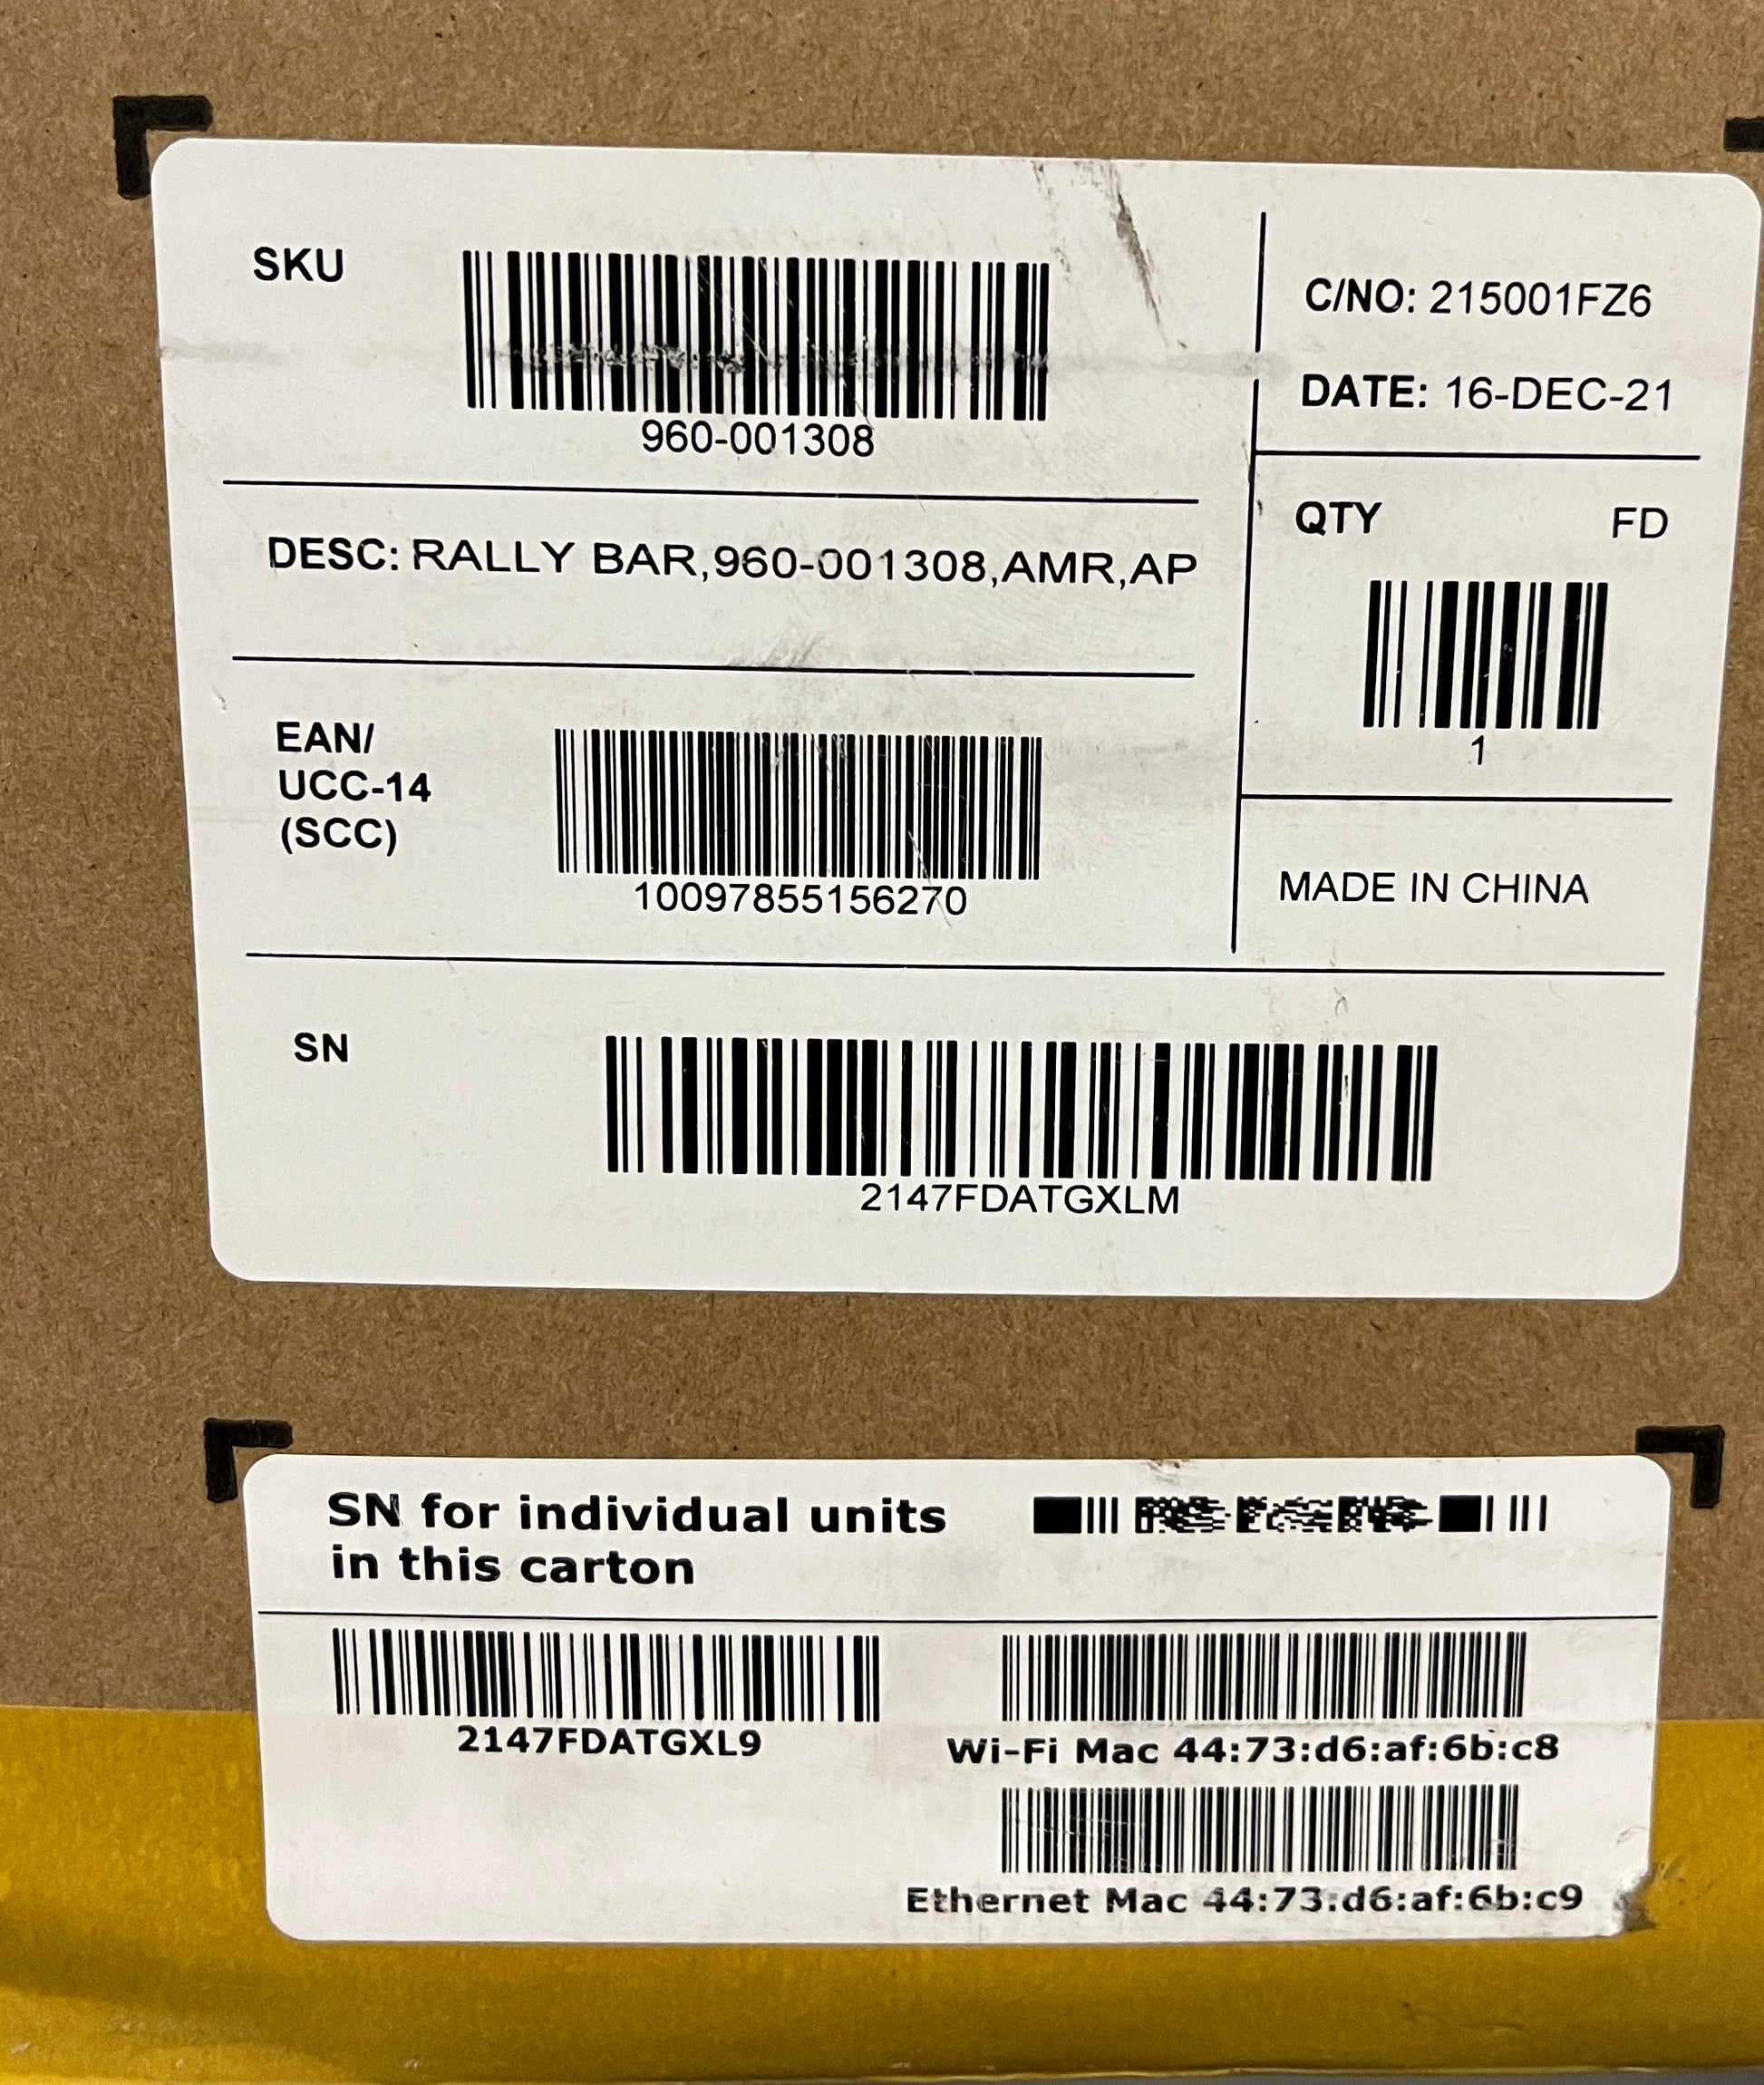 SKU
960-001308
C/NO: 215001FZ6
DATE: 16-DEC-21
DESC: RALLY BAR,960-001308,AMR,AP
QTY FD
1
EAN/
UCC-14
(SCC)
10097855156270
MADE IN CHINA
SN
2147FDATGXLM
SN for individual units
in this carton
2147FDATGXL9
Wi-Fi Mac 44:73:d6:af:6b:c8
Ethernet Mac 44:73:d6:af:6b:c9